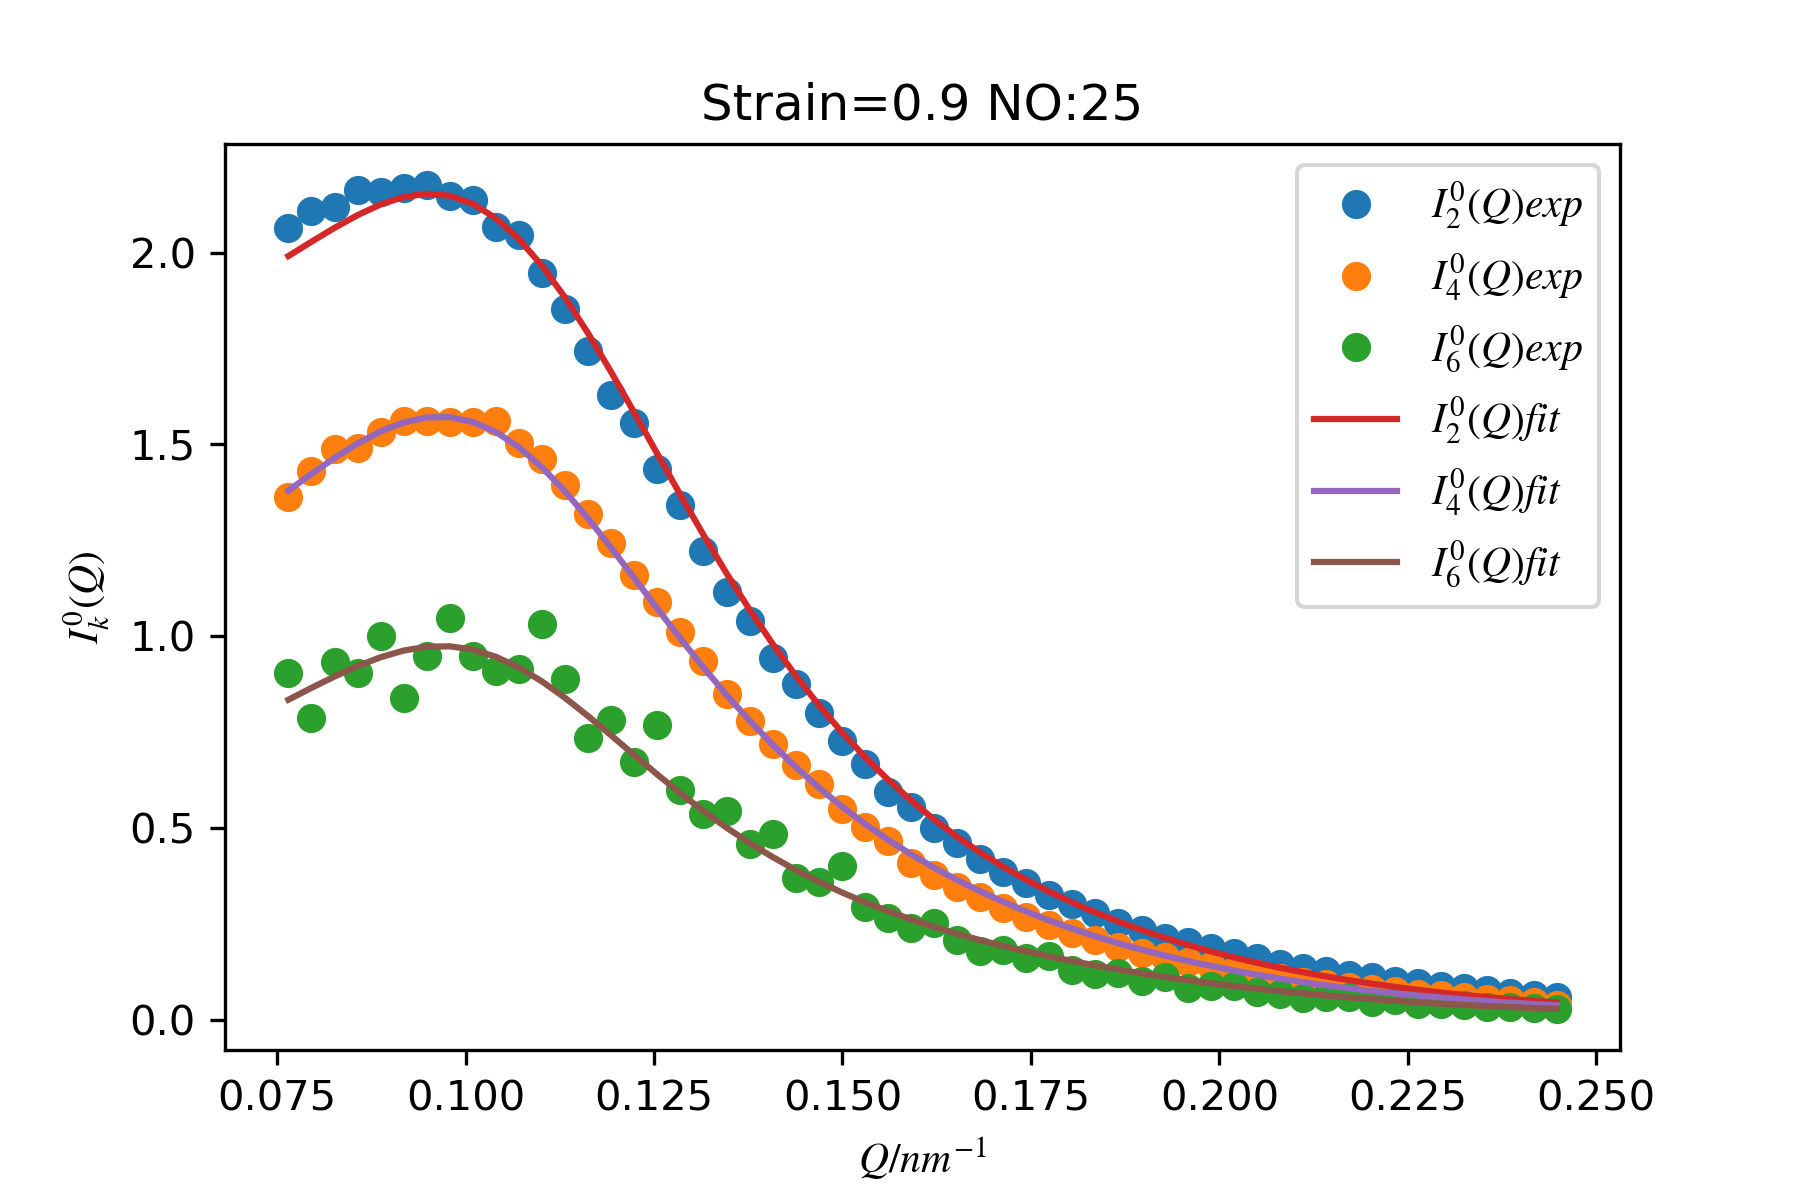 Strain=0.9 NO:25
I_2^0(Q)exp
I_4^0(Q)exp
I_6^0(Q)exp
I_2^0(Q)fit
I_4^0(Q)fit
I_6^0(Q)fit
I_k^0(Q)
2.0
1.5
1.0
0.5
0.0
0.075 0.100 0.125 0.150 0.175 0.200 0.225 0.250
Q/nm^{-1}